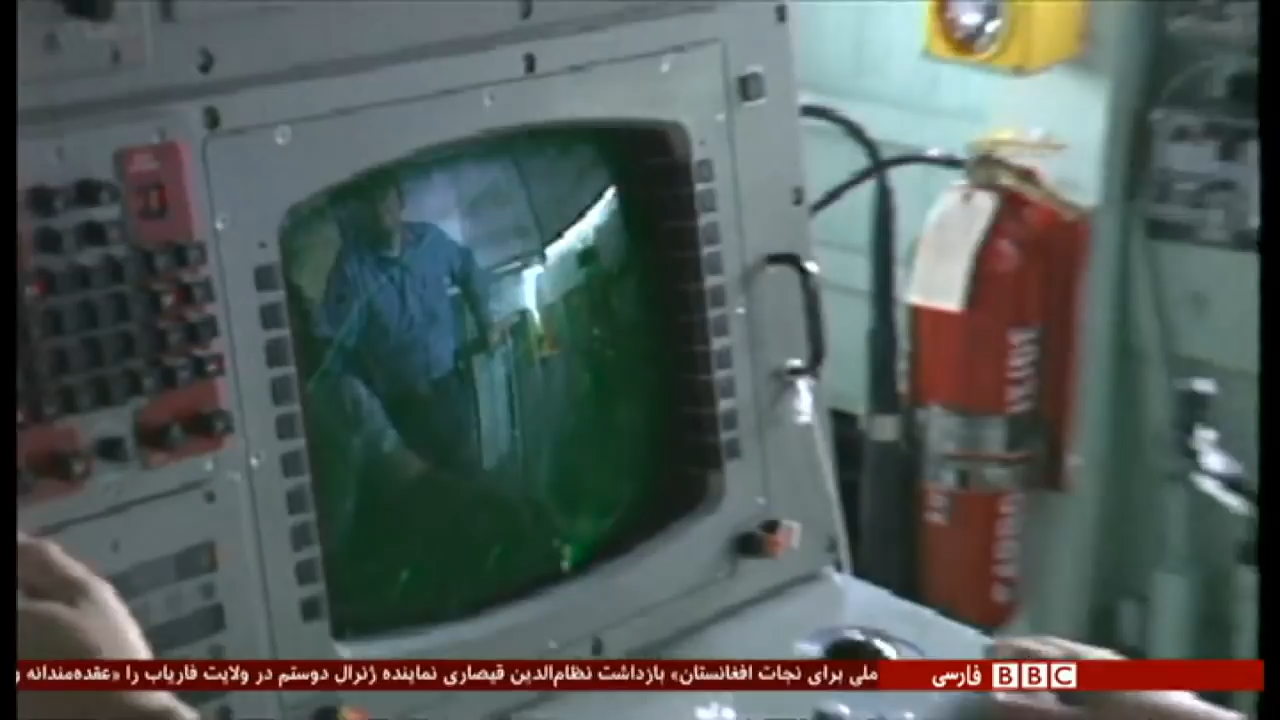 ملی برای نجات افغانستان» بازداشت نظام‌الدین قیصاری نماینده ژنرال دوستم در ولایت فاریاب را «عقده‌مندانه و
BBC فارسی